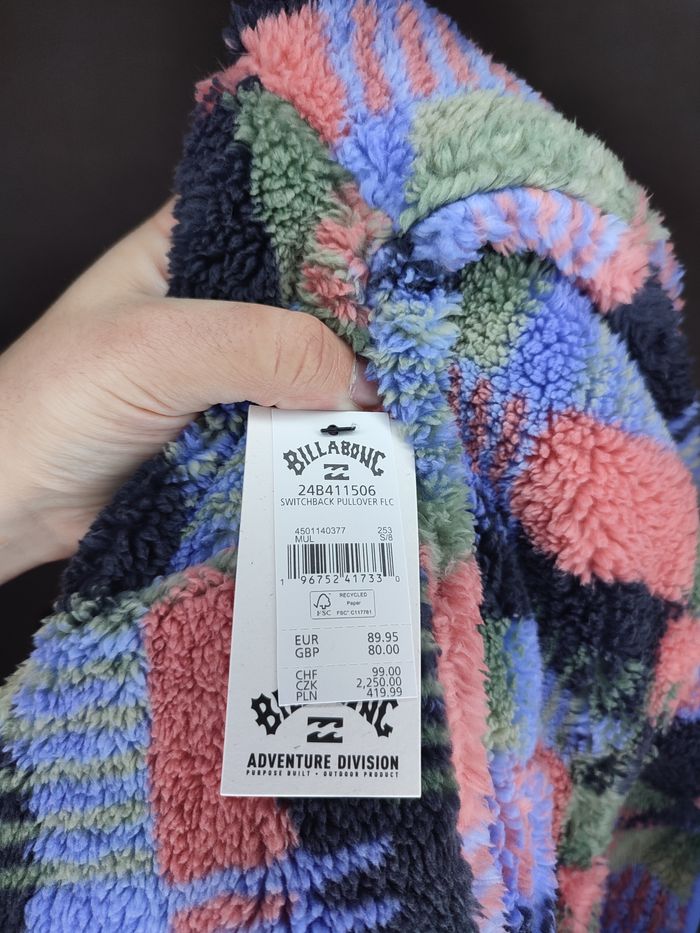 BILLABONG
24B411506
SWITCHBACK PULLOVER FLC
4501140377 253
MUL S/8
1 96752 41733 0
FSC
RECYCLED
Paper
FSC® C117761
EUR 89.95
GBP 80.00
CHF 99.00
CZK 2,250.00
PLN 419.99
BILLABONG
ADVENTURE DIVISION
PURPOSE BUILT • OUTDOOR PRODUCT